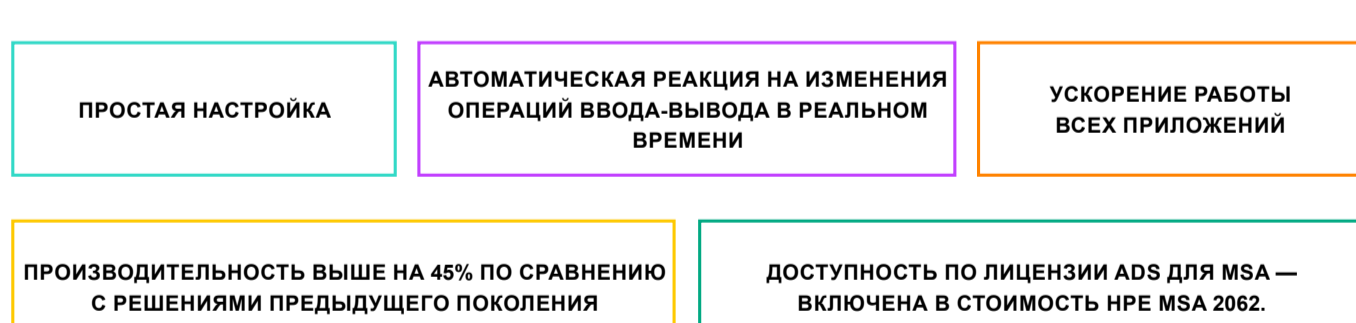 ПРОСТАЯ НАСТРОЙКА
АВТОМАТИЧЕСКАЯ РЕАКЦИЯ НА ИЗМЕНЕНИЯ
ОПЕРАЦИЙ ВВОДА-ВЫВОДА В РЕАЛЬНОМ
ВРЕМЕНИ
УСКОРЕНИЕ РАБОТЫ
ВСЕХ ПРИЛОЖЕНИЙ
ПРОИЗВОДИТЕЛЬНОСТЬ ВЫШЕ НА 45% ПО СРАВНЕНИЮ
С РЕШЕНИЯМИ ПРЕДЫДУЩЕГО ПОКОЛЕНИЯ
ДОСТУПНОСТЬ ПО ЛИЦЕНЗИИ ADS ДЛЯ MSA —
ВКЛЮЧЕНА В СТОИМОСТЬ HPE MSA 2062.